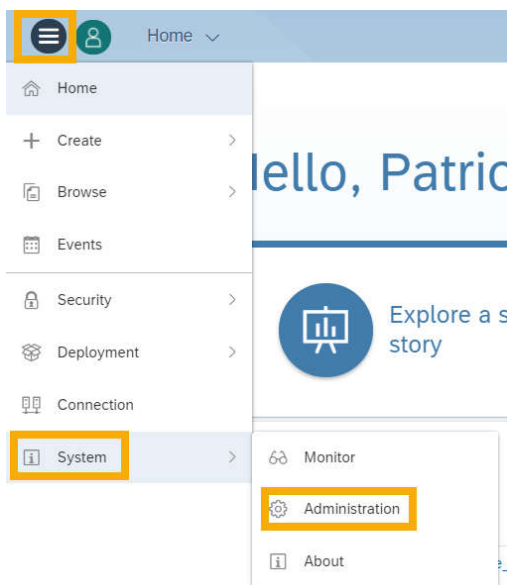 Home
Home
Create
Browse
Events
Security
Deployment
Connection
System
Hello, Patric
Explore a s
story
Monitor
Administration
About